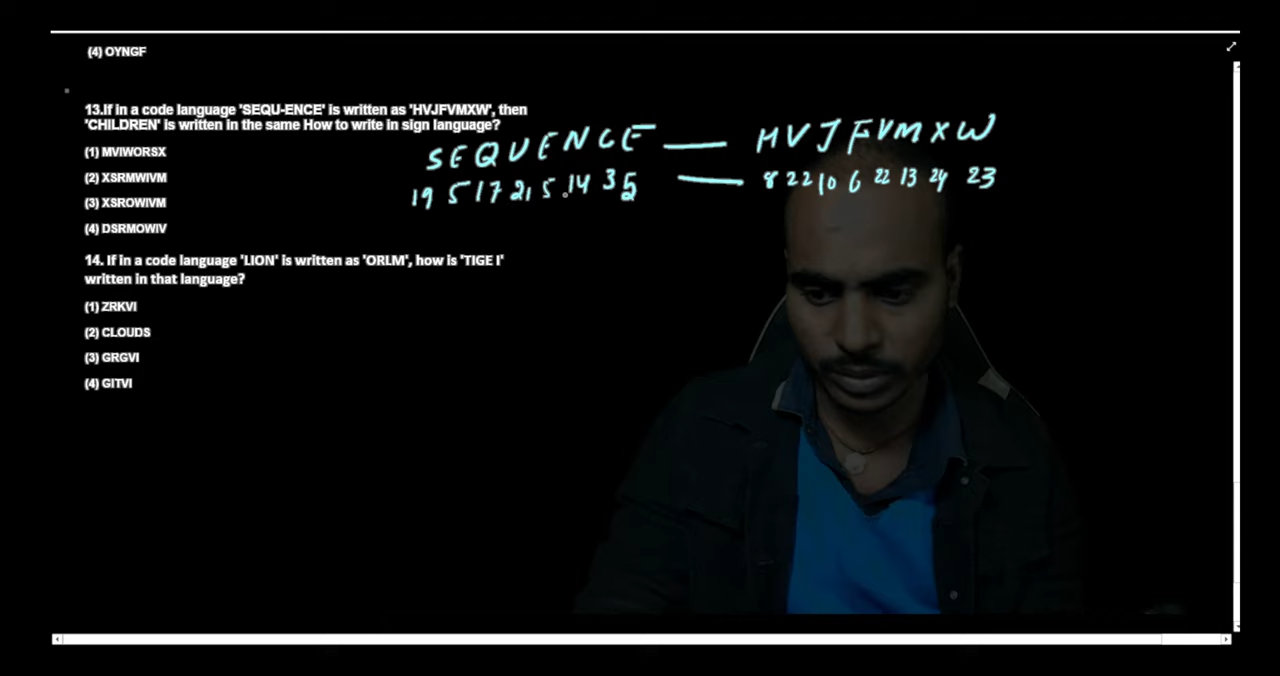 (4) OYNGF
13.If in a code language 'SEQU-ENCE' is written as 'HVJFVMXW', then
'CHILDREN' is written in the same How to write in sign language?
SEQUENCE — HVJFVMXW
(1) MVIWORSX
(2) XSRMWIVM
19 5 17 21 5 14 3 5 — 8 22 10 6 22 13 24 23
(3) XSROWIVM
(4) DSRMOWIV
14. If in a code language 'LION' is written as 'ORLM', how is 'TIGE I'
written in that language?
(1) ZRKVI
(2) CLOUDS
(3) GRGVI
(4) GITVI